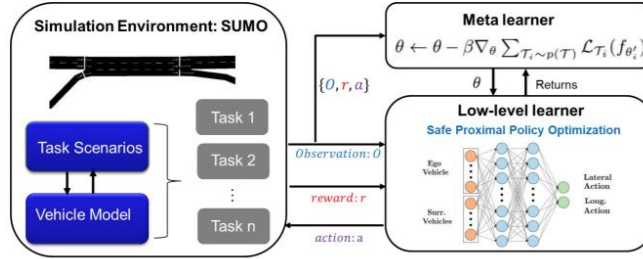 Simulation Environment: SUMO
Task Scenarios
Vehicle Model
Task 1
Task 2
⋮
Task n
{O, r, a}
Observation: O
reward: r
action: a
Meta learner
θ ← θ − β∇θ ∑Ti∼p(T) LTi(fθ′i)
θ
Returns
Low-level learner
Safe Proximal Policy Optimization
Ego
Vehicle
Surr.
Vehicles
Lateral
Action
Long.
Action